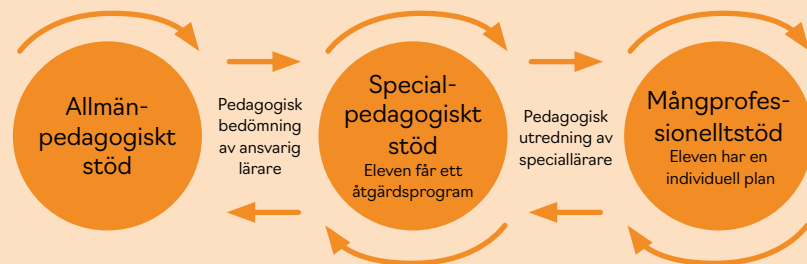 Allmän-
pedagogiskt
stöd
Pedagogisk
bedömning
av ansvarig
lärare
Special-
pedagogiskt
stöd
Eleven får ett
åtgärdsprogram
Pedagogisk
utredning av
speciallärare
Mångprofes-
sionelltstöd
Eleven har en
individuell plan